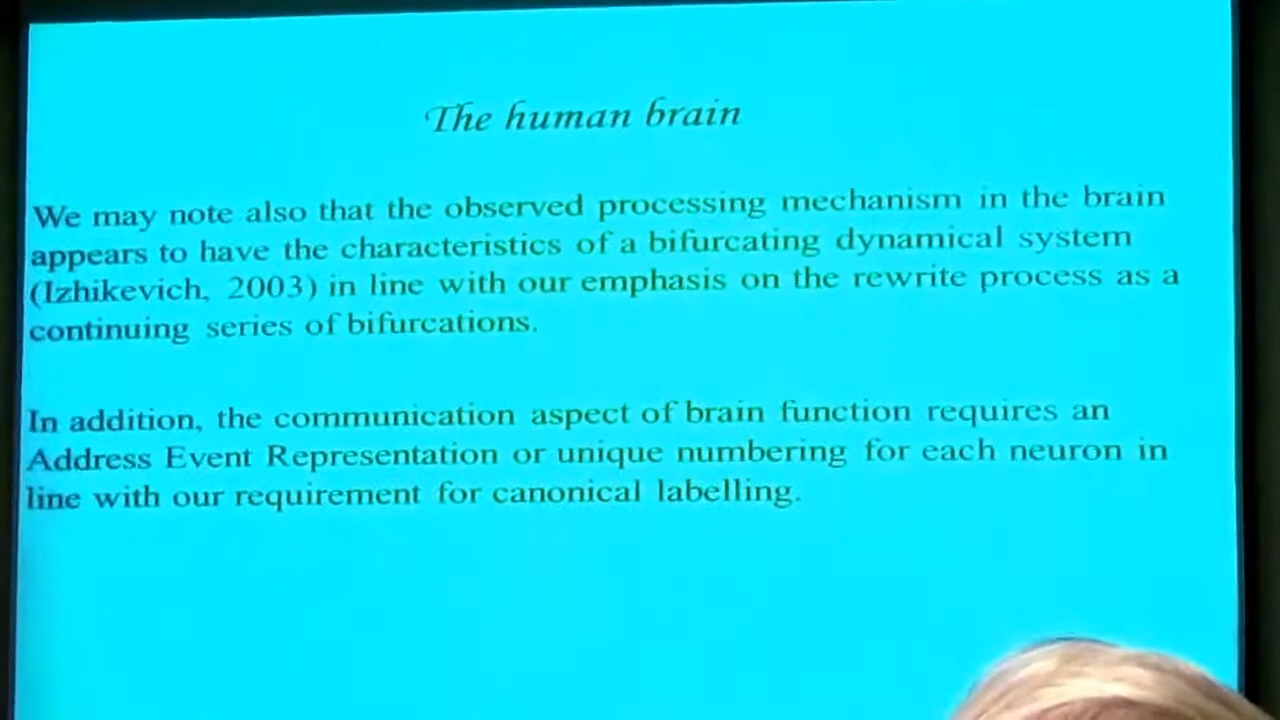 The human brain
We may note also that the observed processing mechanism in the brain
appears to have the characteristics of a bifurcating dynamical system
(Izhikevich, 2003) in line with our emphasis on the rewrite process as a
continuing series of bifurcations.
In addition, the communication aspect of brain function requires an
Address Event Representation or unique numbering for each neuron in
line with our requirement for canonical labelling.